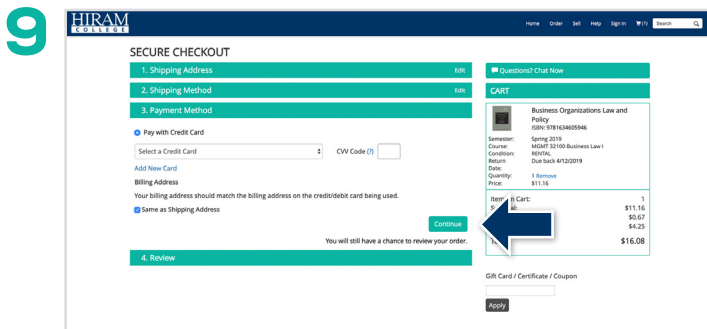 9
HIRAM
COLLEGE
Home Order Sell Help Sign In (1) Search
SECURE CHECKOUT
1. Shipping Address Edit
2. Shipping Method Edit
3. Payment Method
Pay with Credit Card
Select a Credit Card CVV Code (?)
Add New Card
Billing Address
Your billing address should match the billing address on the credit/debit card being used.
Same as Shipping Address
Continue
You will still have a chance to review your order.
4. Review
Questions? Chat Now
CART
Business Organizations Law and
Policy
ISBN: 9781634605946
Semester: Spring 2019
Course: MGMT 32100 Business Law I
Condition: RENTAL
Return Due back 4/12/2019
Date:
Quantity: 1 Remove
Price: $11.16
Cart: 1
$11.16
$0.67
$4.25
$16.08
Gift Card / Certificate / Coupon
Apply